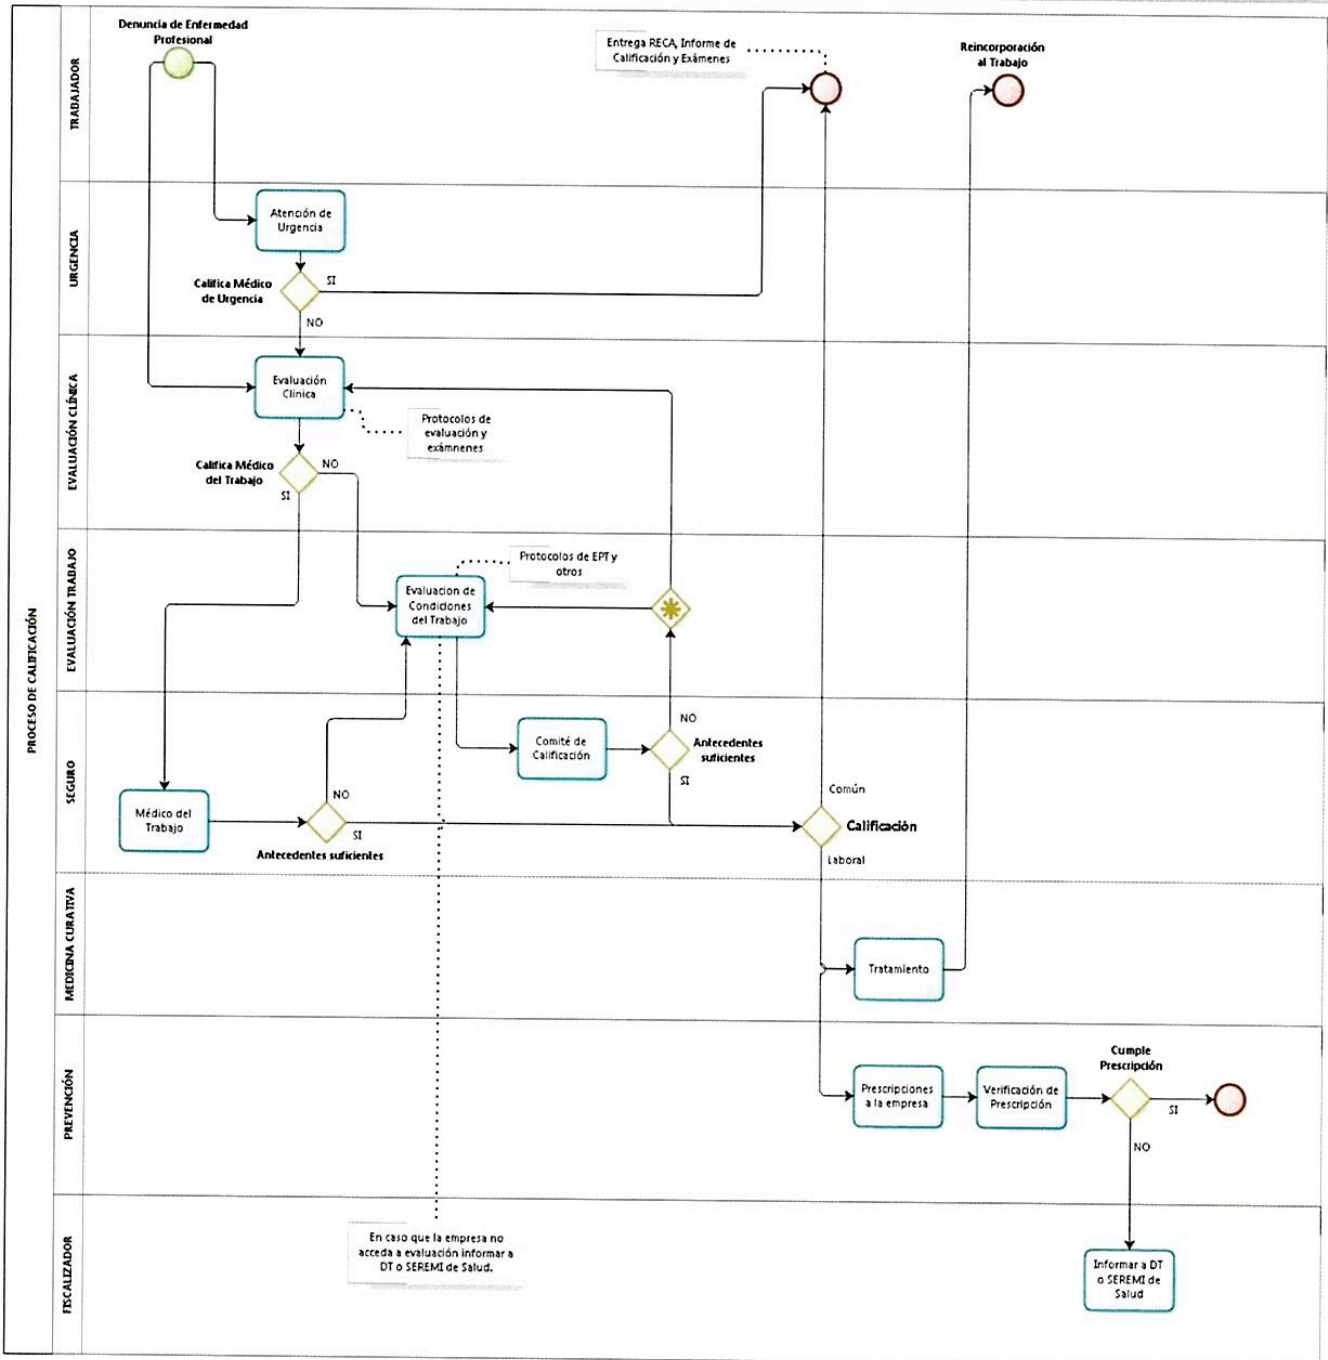 PROCESO DE CALIFICACIÓN
TRABAJADOR
Denuncia de Enfermedad
Profesional
Entrega RECA, Informe de
Calificación y Exámenes
Reincorporación
al Trabajo
URGENCIA
Atención de
Urgencia
Califica Médico
de Urgencia
SI
NO
EVALUACIÓN CLÍNICA
Evaluación
Clínica
Protocolos de
evaluación y
exámnenes
Califica Médico
del Trabajo
NO
SI
EVALUACIÓN TRABAJO
Protocolos de EPT y
otros
Evaluacion de
Condiciones
del Trabajo
SEGURO
Comité de
Calificación
NO
Antecedentes
suficientes
SI
Médico del
Trabajo
NO
SI
Antecedentes suficientes
Común
Calificación
Laboral
MEDICINA CURATIVA
Tratamiento
PREVENCIÓN
Prescripciones
a la empresa
Verificación de
Prescripción
Cumple
Prescripción
SI
NO
FISCALIZADOR
En caso que la empresa no
acceda a evaluación informar a
DT o SEREMI de Salud.
Informar a DT
o SEREMI de
Salud